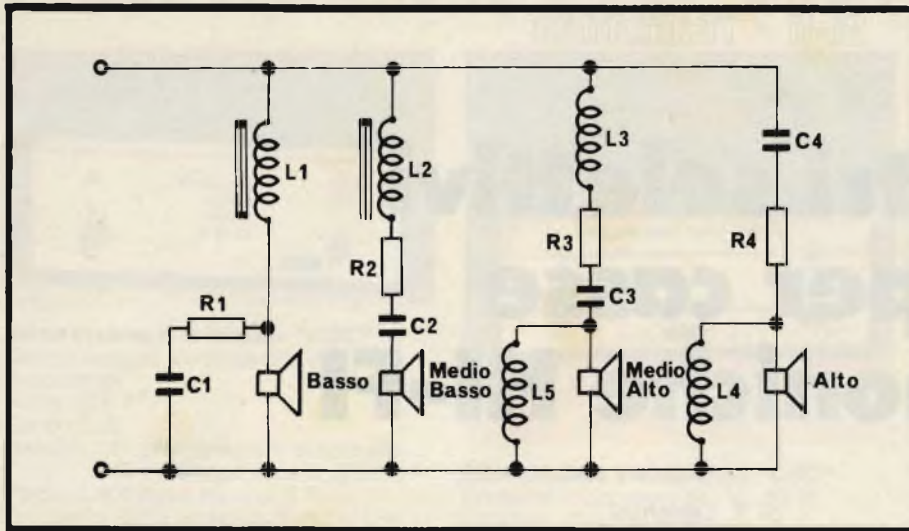 L1
L2
L3
C4
R2
R3
R4
R1
C2
C3
C1
Basso
Medio
Basso
L5
Medio
Alto
L4
Alto